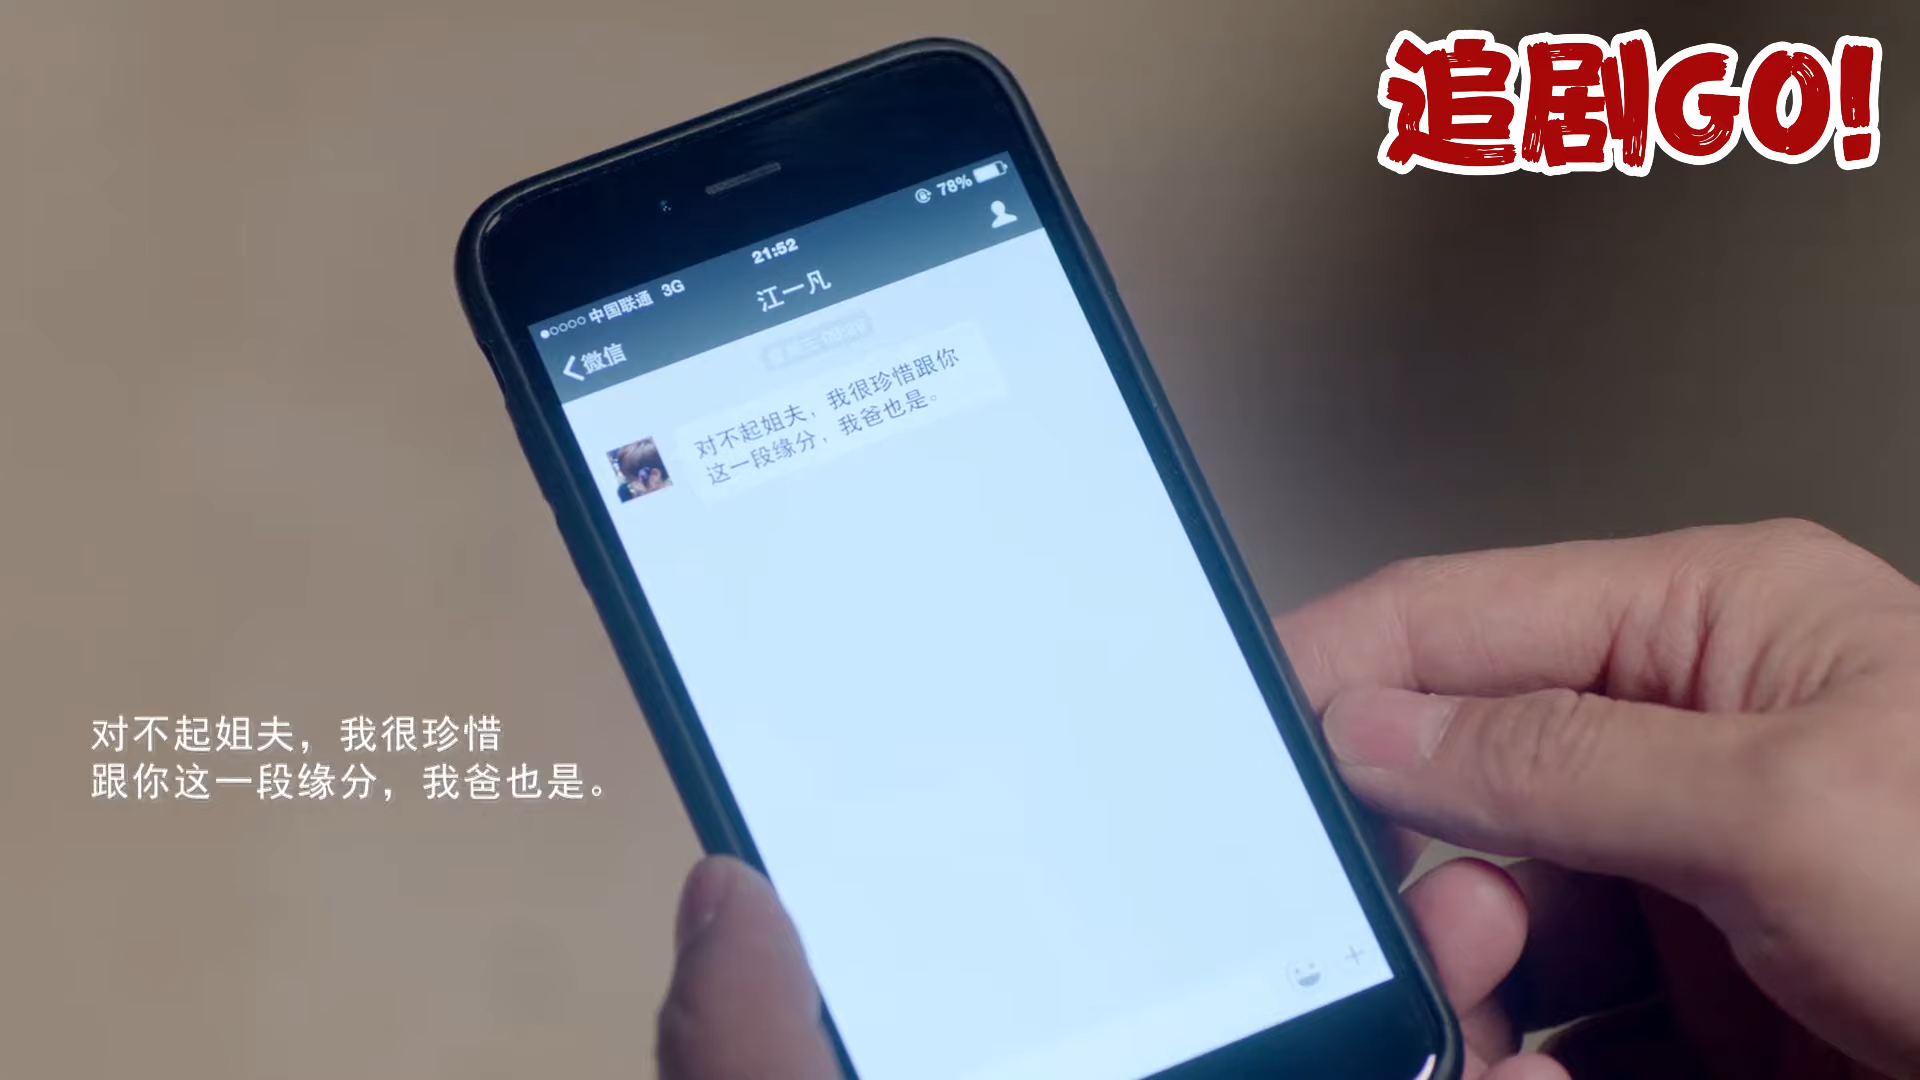 追剧GO!
中国联通 3G
21:52
78%
微信
江一凡
对不起姐夫，我很珍惜跟你
这一段缘分，我爸也是。
对不起姐夫，我很珍惜
跟你这一段缘分，我爸也是。